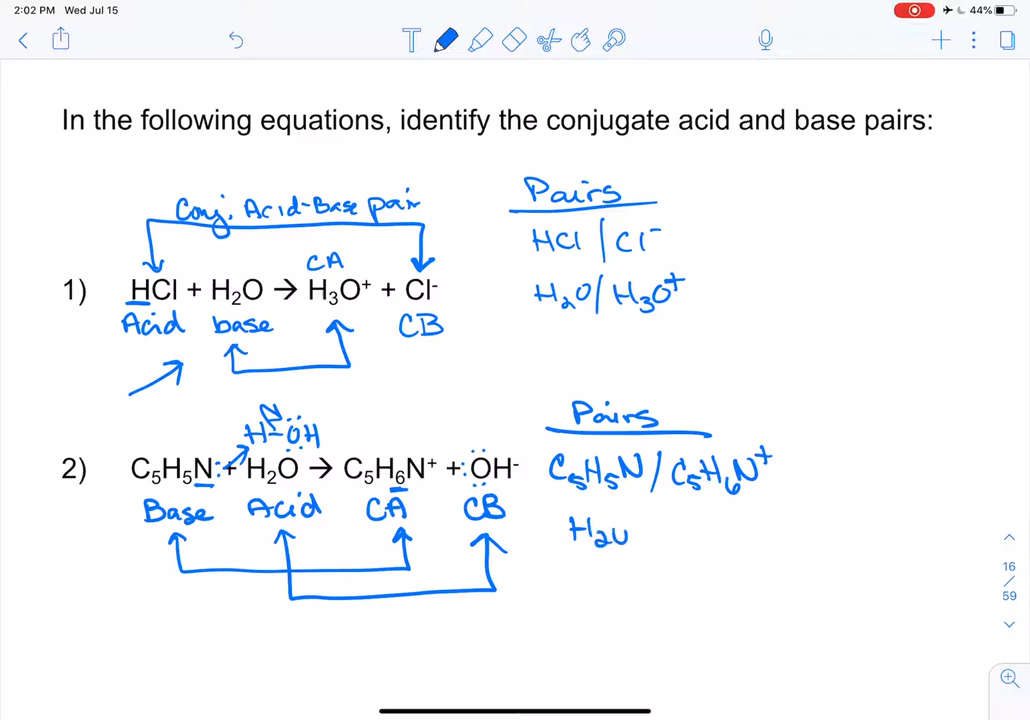 2:02 PM Wed Jul 15
44%
T
In the following equations, identify the conjugate acid and base pairs:
Conj. Acid-Base pair
Pairs
HCl / Cl⁻
CA
1) HCl + H₂O → H₃O⁺ + Cl⁻
H₂O / H₃O⁺
Acid base CB
Pairs
H-ÖH
2) C₅H₅N: + H₂O → C₅H₆N⁺ + :OH⁻
C₅H₅N / C₅H₆N⁺
Base Acid CA CB
H₂O
16
/
59